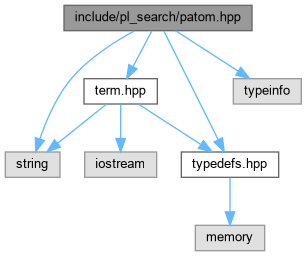 include/pl_search/patom.hpp
term.hpp
typeinfo
string
iostream
typedefs.hpp
memory